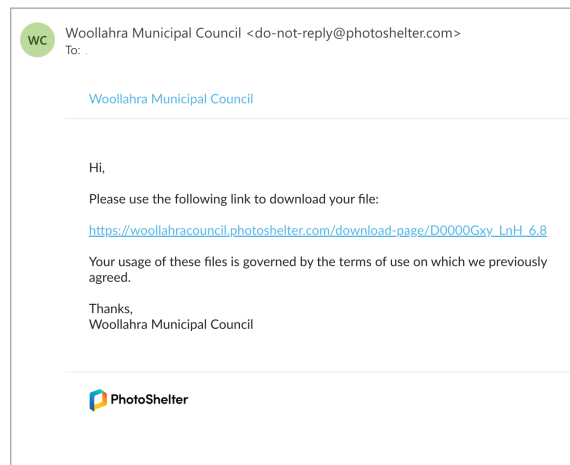 WC
Woollahra Municipal Council <do-not-reply@photoshelter.com>
To: .
Woollahra Municipal Council
Hi,
Please use the following link to download your file:
https://woollahracouncil.photoshelter.com/download-page/D0000Gxy_LnH_6.8
Your usage of these files is governed by the terms of use on which we previously
agreed.
Thanks,
Woollahra Municipal Council
PhotoShelter